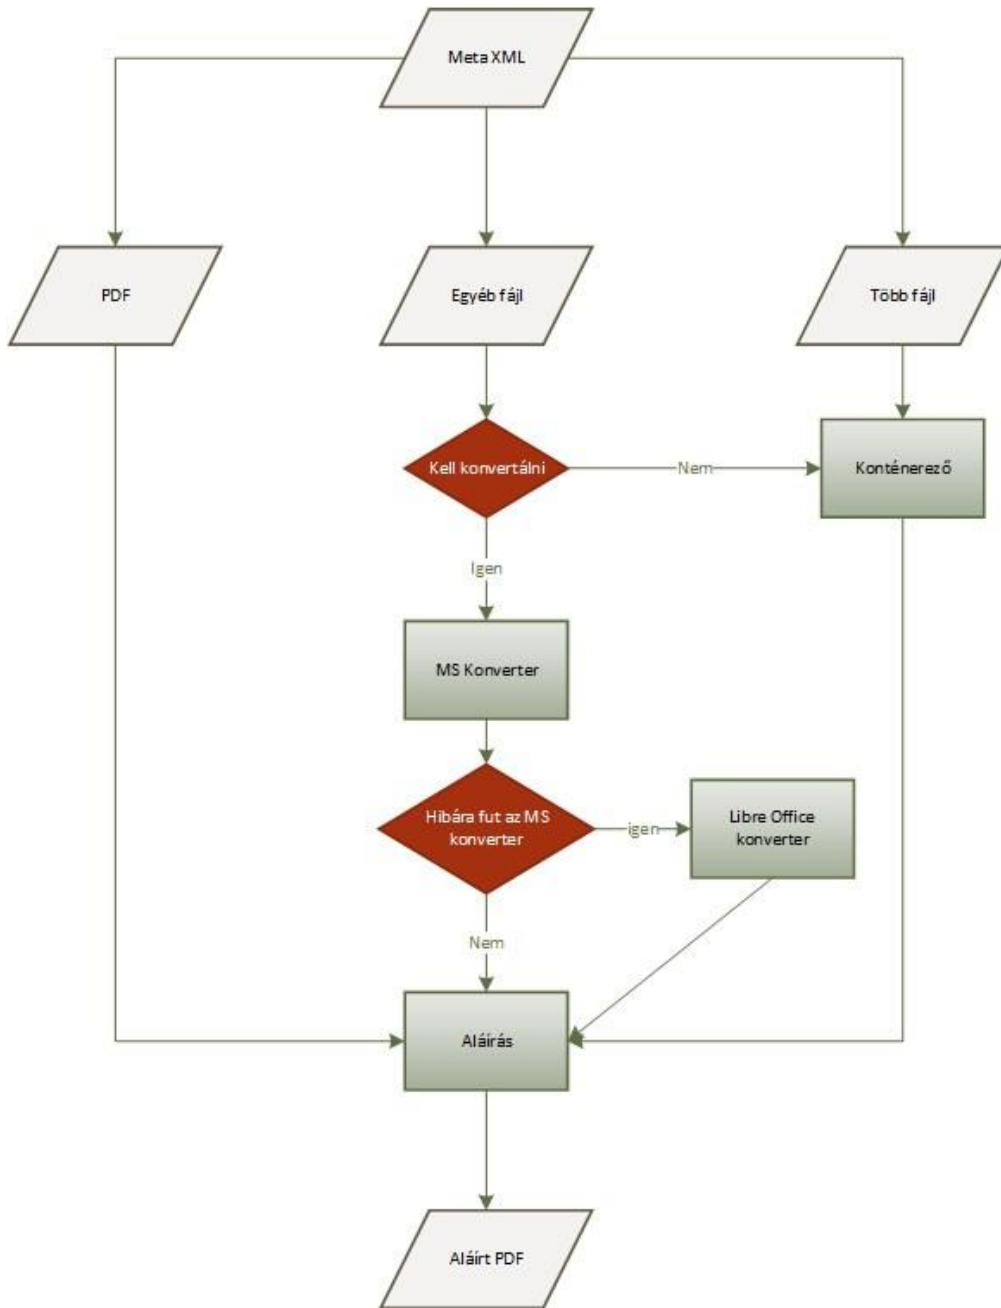 Meta XML
PDF
Egyéb fájl
Több fájl
Kell konvertálni
Nem
Konténerező
Igen
MS Konverter
Hibára fut az MS
konverter
igen
Libre Office
konverter
Nem
Aláírás
Aláírt PDF